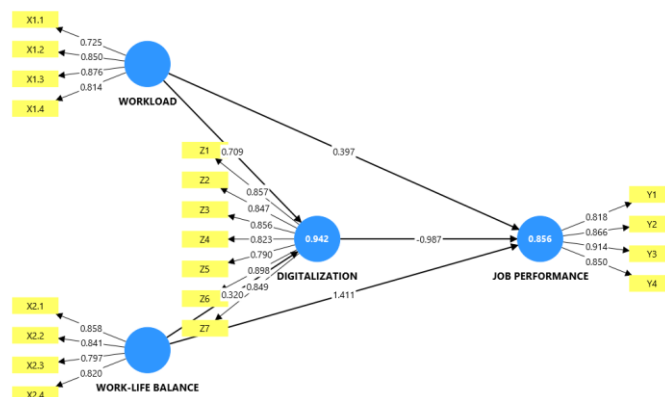 X1.1
0.725
X1.2
0.850
X1.3
0.876
X1.4
0.814
WORKLOAD
0.709
0.397
Z1
0.857
Z2
0.847
Z3
0.856
Z4
0.823
Z5
0.790
Z6
0.898
0.320
0.849
Z7
0.942
DIGITALIZATION
-0.987
1.411
0.856
JOB PERFORMANCE
0.818
Y1
0.866
Y2
0.914
Y3
0.850
Y4
X2.1
0.858
X2.2
0.841
X2.3
0.797
X2.4
0.820
WORK-LIFE BALANCE